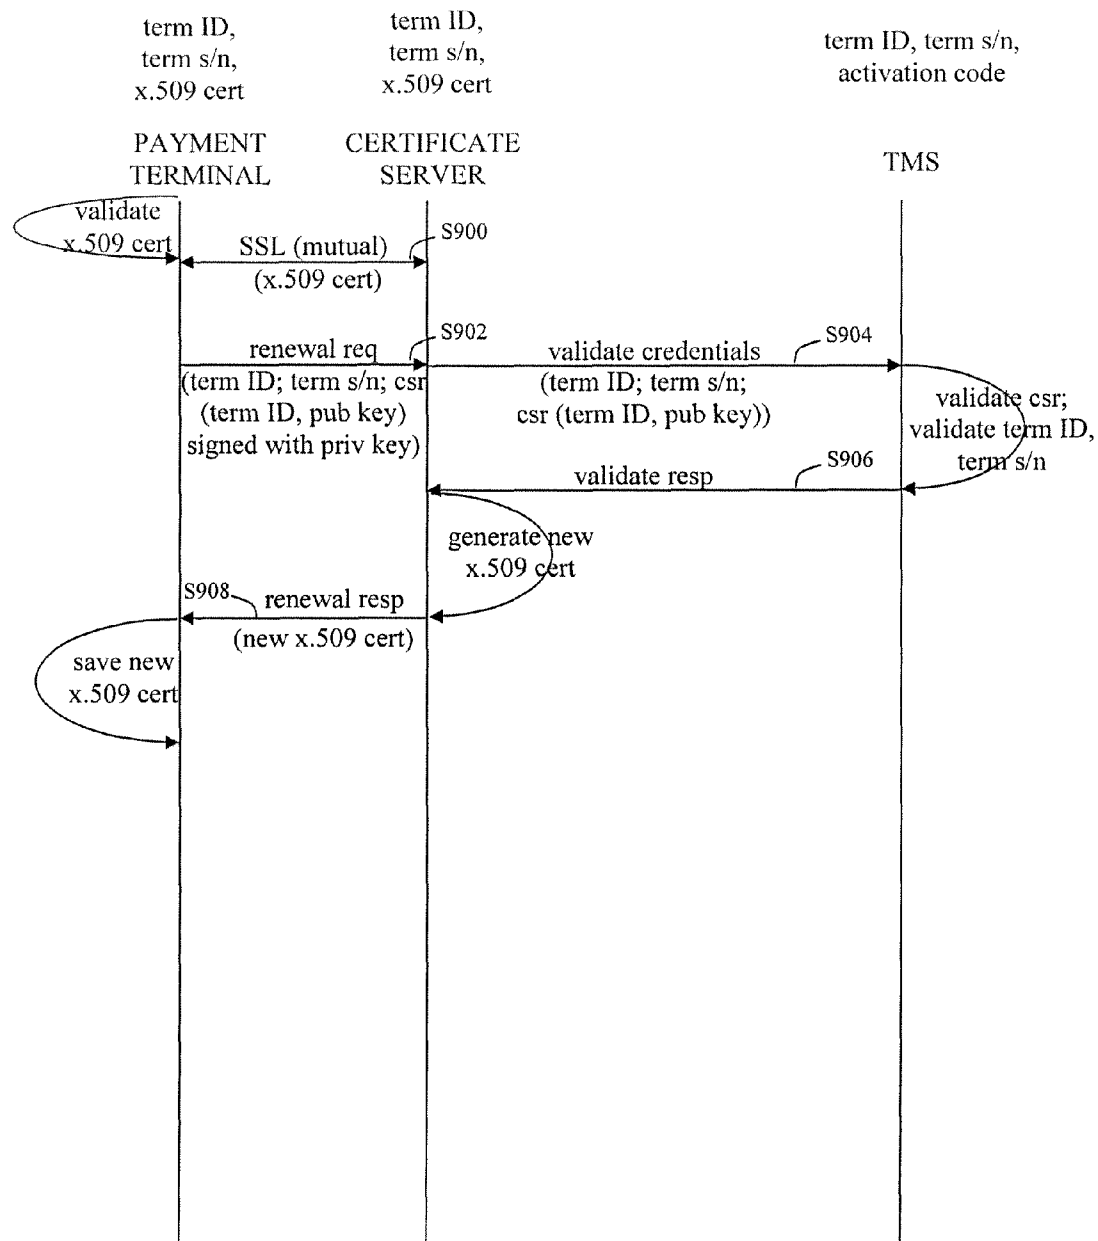 term ID,
term s/n,
x.509 cert
term ID,
term s/n,
x.509 cert
term ID, term s/n,
activation code
PAYMENT
TERMINAL
CERTIFICATE
SERVER
TMS
validate
x.509 cert
SSL (mutual)
(x.509 cert)
S900
renewal req
(term ID; term s/n; csr
(term ID, pub key)
signed with priv key)
S902
validate credentials
(term ID; term s/n;
csr (term ID, pub key))
S904
validate csr;
validate term ID,
term s/n
validate resp
S906
generate new
x.509 cert
S908
renewal resp
(new x.509 cert)
save new
x.509 cert